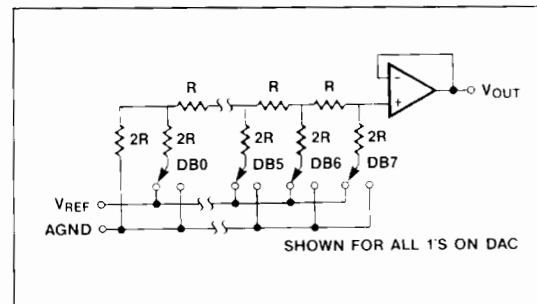 R R R
VOUT
2R 2R 2R 2R 2R
DB0 DB5 DB6 DB7
VREF
AGND
SHOWN FOR ALL 1'S ON DAC